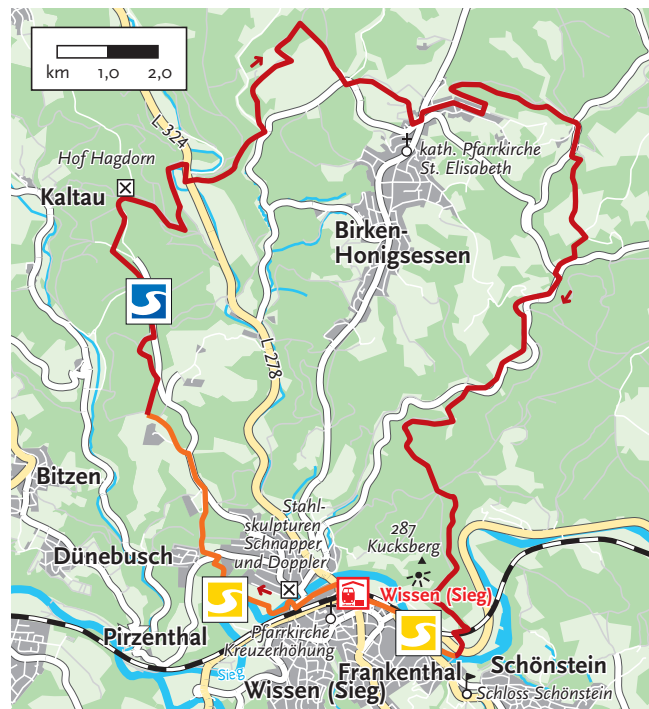 km 1,0 2,0
L 324
Hof Hagdorn
Kaltau
kath. Pfarrkirche
St. Elisabeth
Birken-
Honigsessen
L 278
Bitzen
Stahl-
skulpturen
Schnapper
und Doppler
287
Kucksberg
Dünebusch
Wissen (Sieg)
Pirzenthal
Pfarrkirche
Kreuzerhöhung
Sieg
Wissen
(Sieg)
Frankenthal
Schönstein
Schloss Schönstein